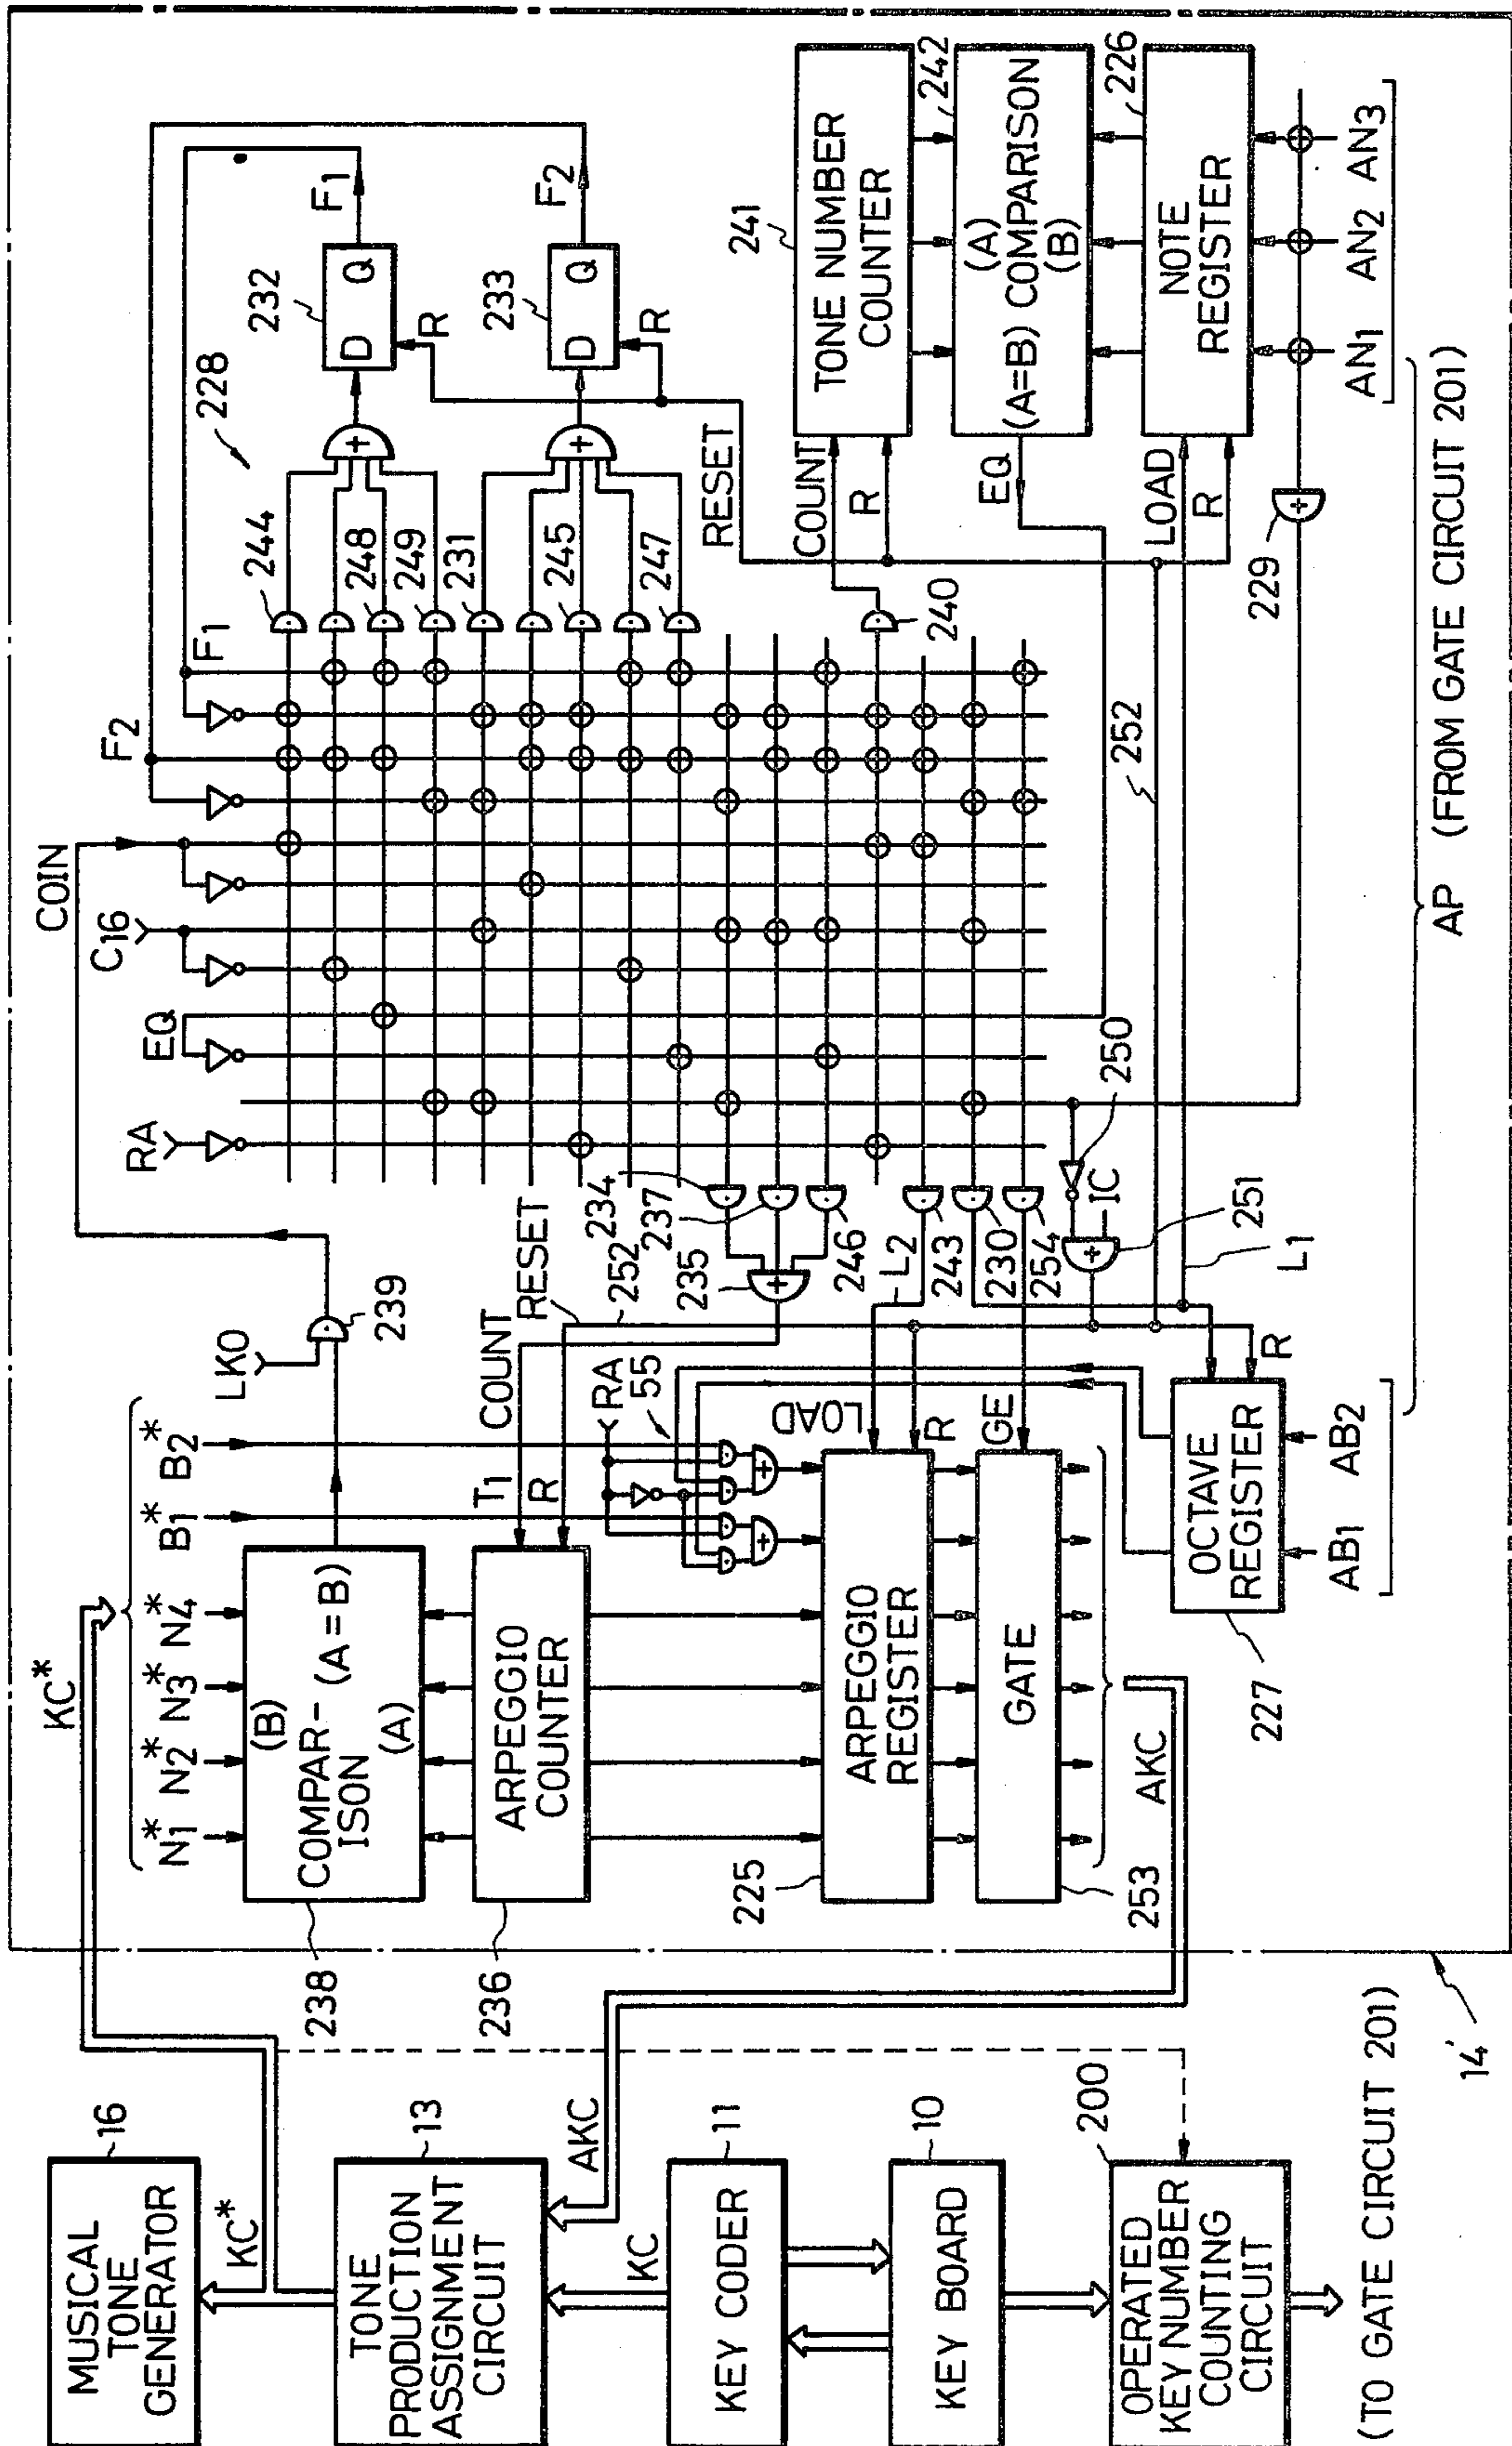 MUSICAL
TONE
GENERATOR
16
KC*
TONE
PRODUCTION
ASSIGNMENT
CIRCUIT
13
AKC
KC
KEY CODER
11
KEY BOARD
10
OPERATED
KEY NUMBER
COUNTING
CIRCUIT
200
(TO GATE CIRCUIT 201)
14'
KC*
N1* N2* N3* N4* B1* B2*
(B)
COMPAR-
ISON
(A=B)
(A)
238
LKO
239
COIN
ARPEGGIO
COUNTER
236
T1
COUNT
R
RESET
252
RA
55
ARPEGGIO
REGISTER
225
LOAD
R
L2
GATE
253
GE
AKC
OCTAVE
REGISTER
227
R
AB1 AB2
234
237
235
246
243
230
254
IC
250
251
L1
RA
EQ
C16
COIN
F2
F1
244
248
249
231
245
247
240
228
232
D Q
R
F1
233
D Q
R
F2
RESET
COUNT
R
TONE NUMBER
COUNTER
241
242
(A)
(A=B) COMPARISON
(B)
EQ
226
LOAD
R
NOTE
REGISTER
252
229
AN1 AN2 AN3
AP (FROM GATE CIRCUIT 201)